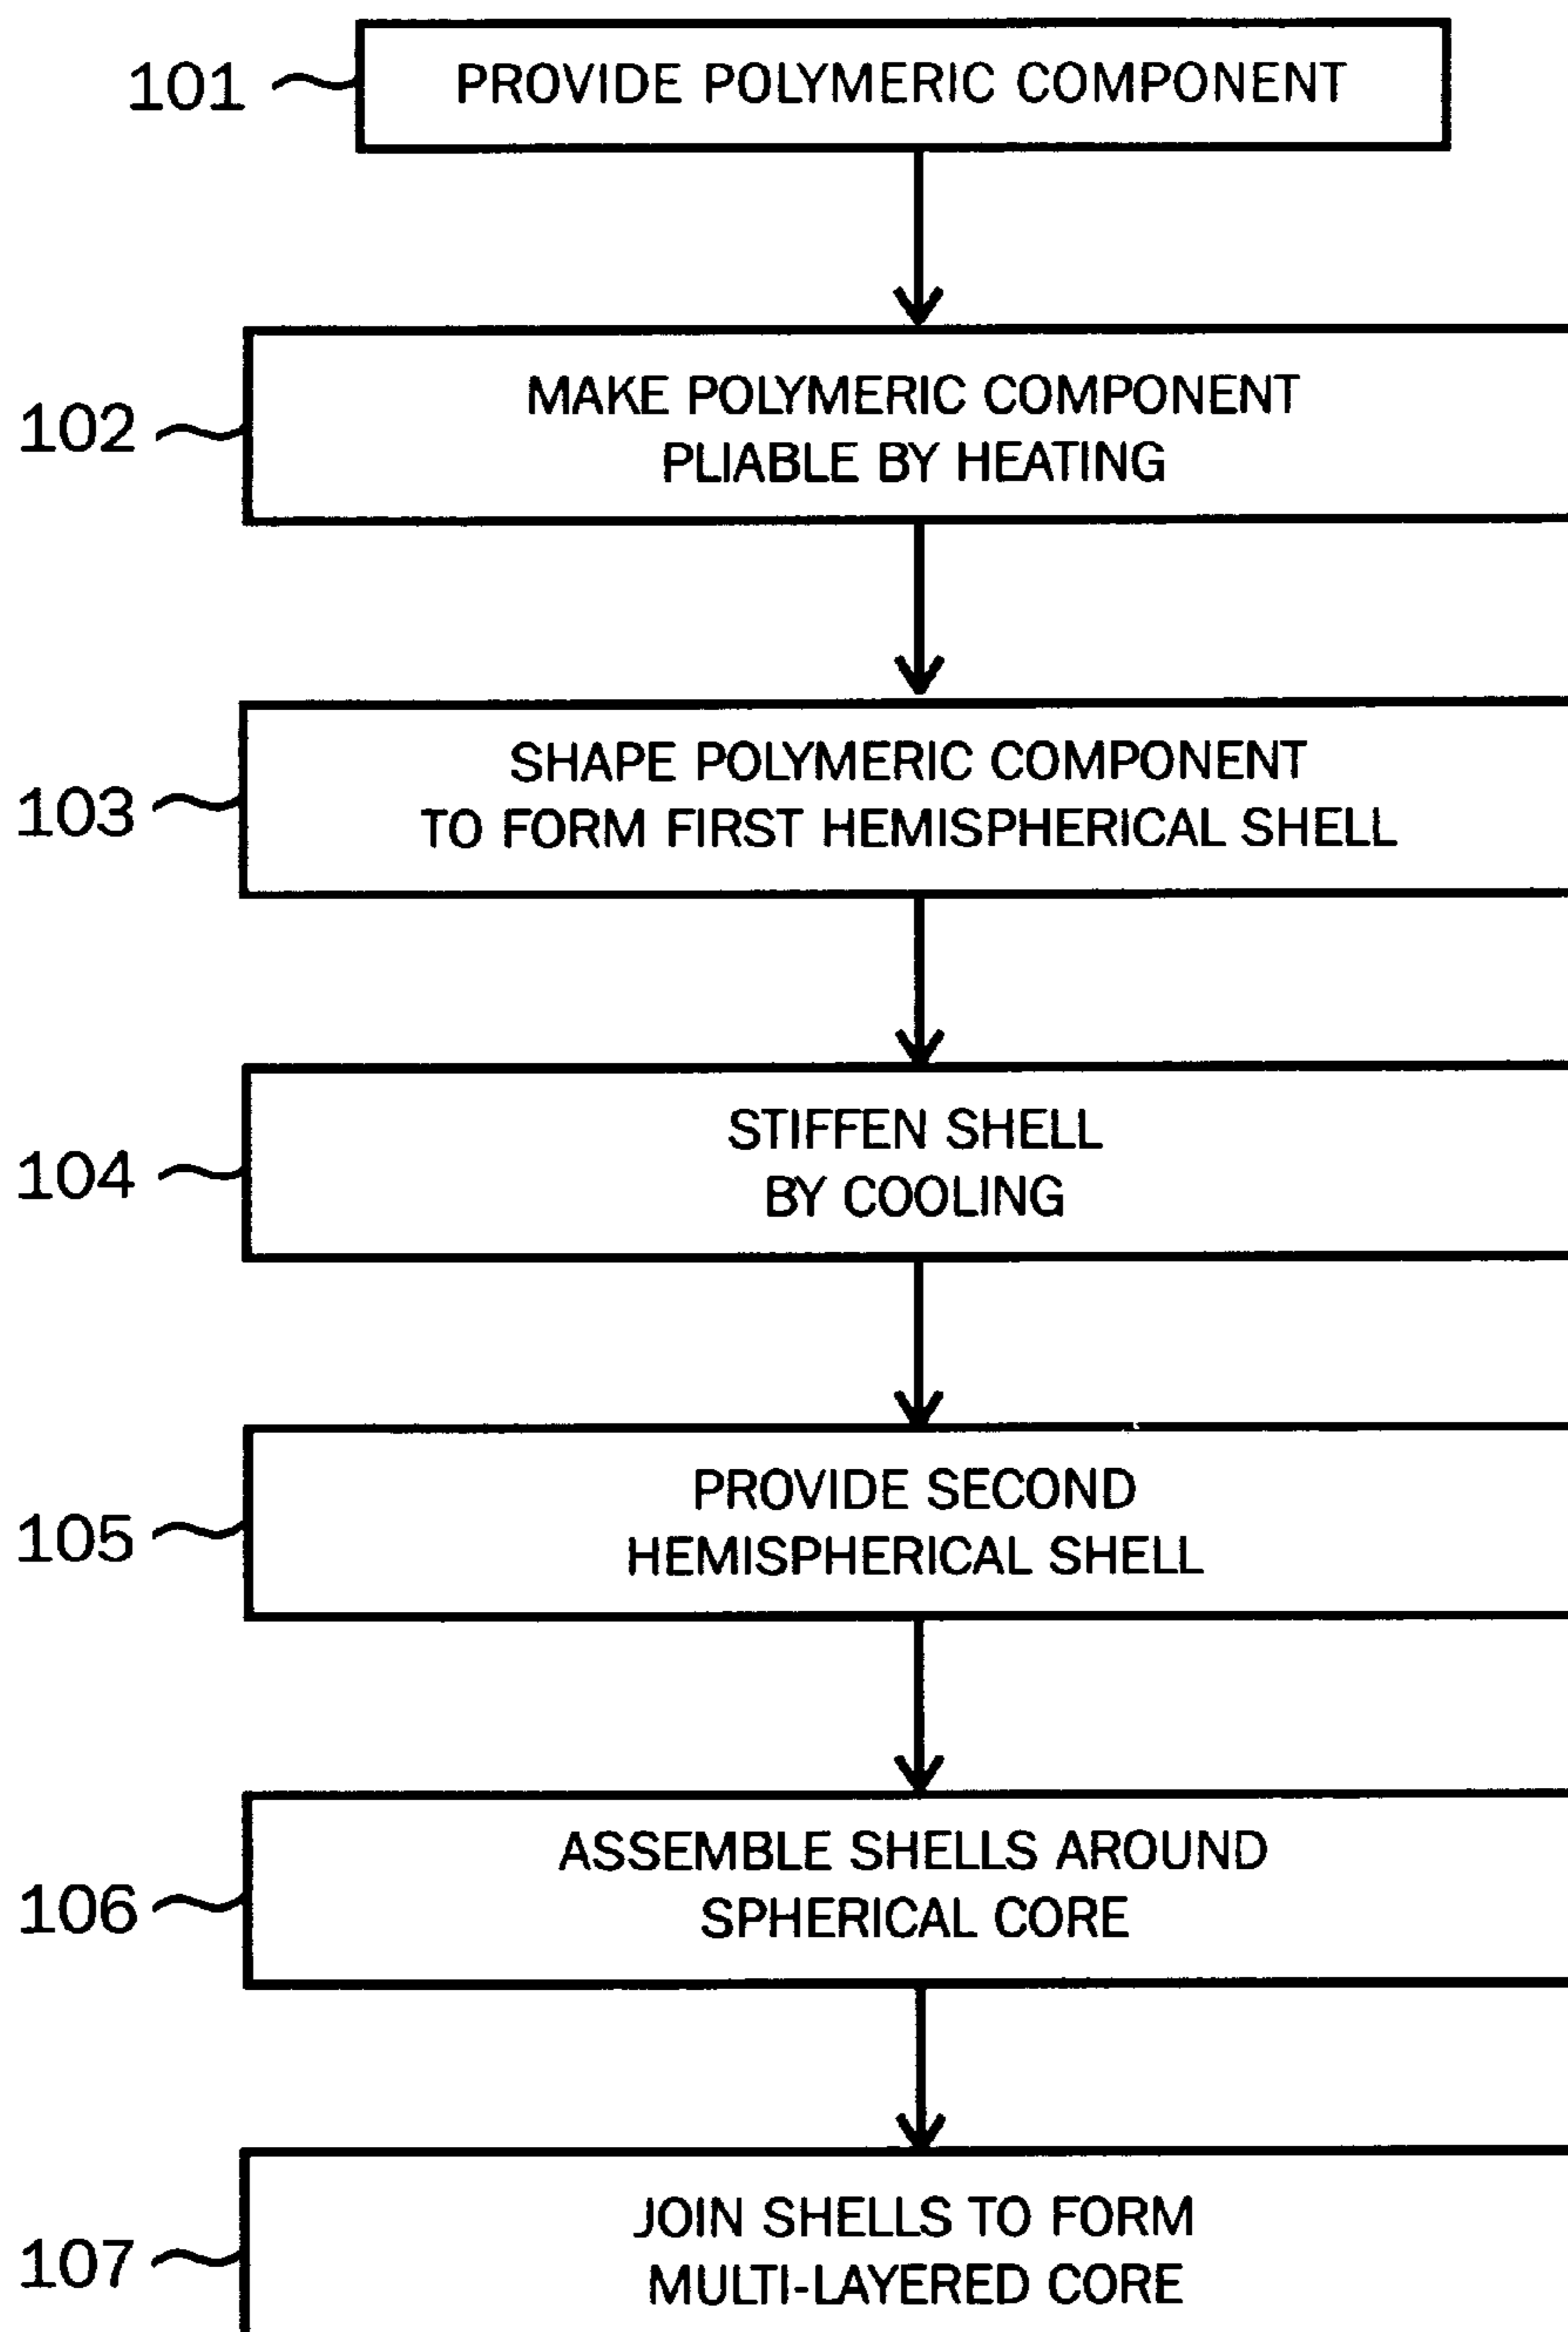 101 PROVIDE POLYMERIC COMPONENT
102 MAKE POLYMERIC COMPONENT
PLIABLE BY HEATING
103 SHAPE POLYMERIC COMPONENT
TO FORM FIRST HEMISPHERICAL SHELL
104 STIFFEN SHELL
BY COOLING
105 PROVIDE SECOND
HEMISPHERICAL SHELL
106 ASSEMBLE SHELLS AROUND
SPHERICAL CORE
107 JOIN SHELLS TO FORM
MULTI-LAYERED CORE